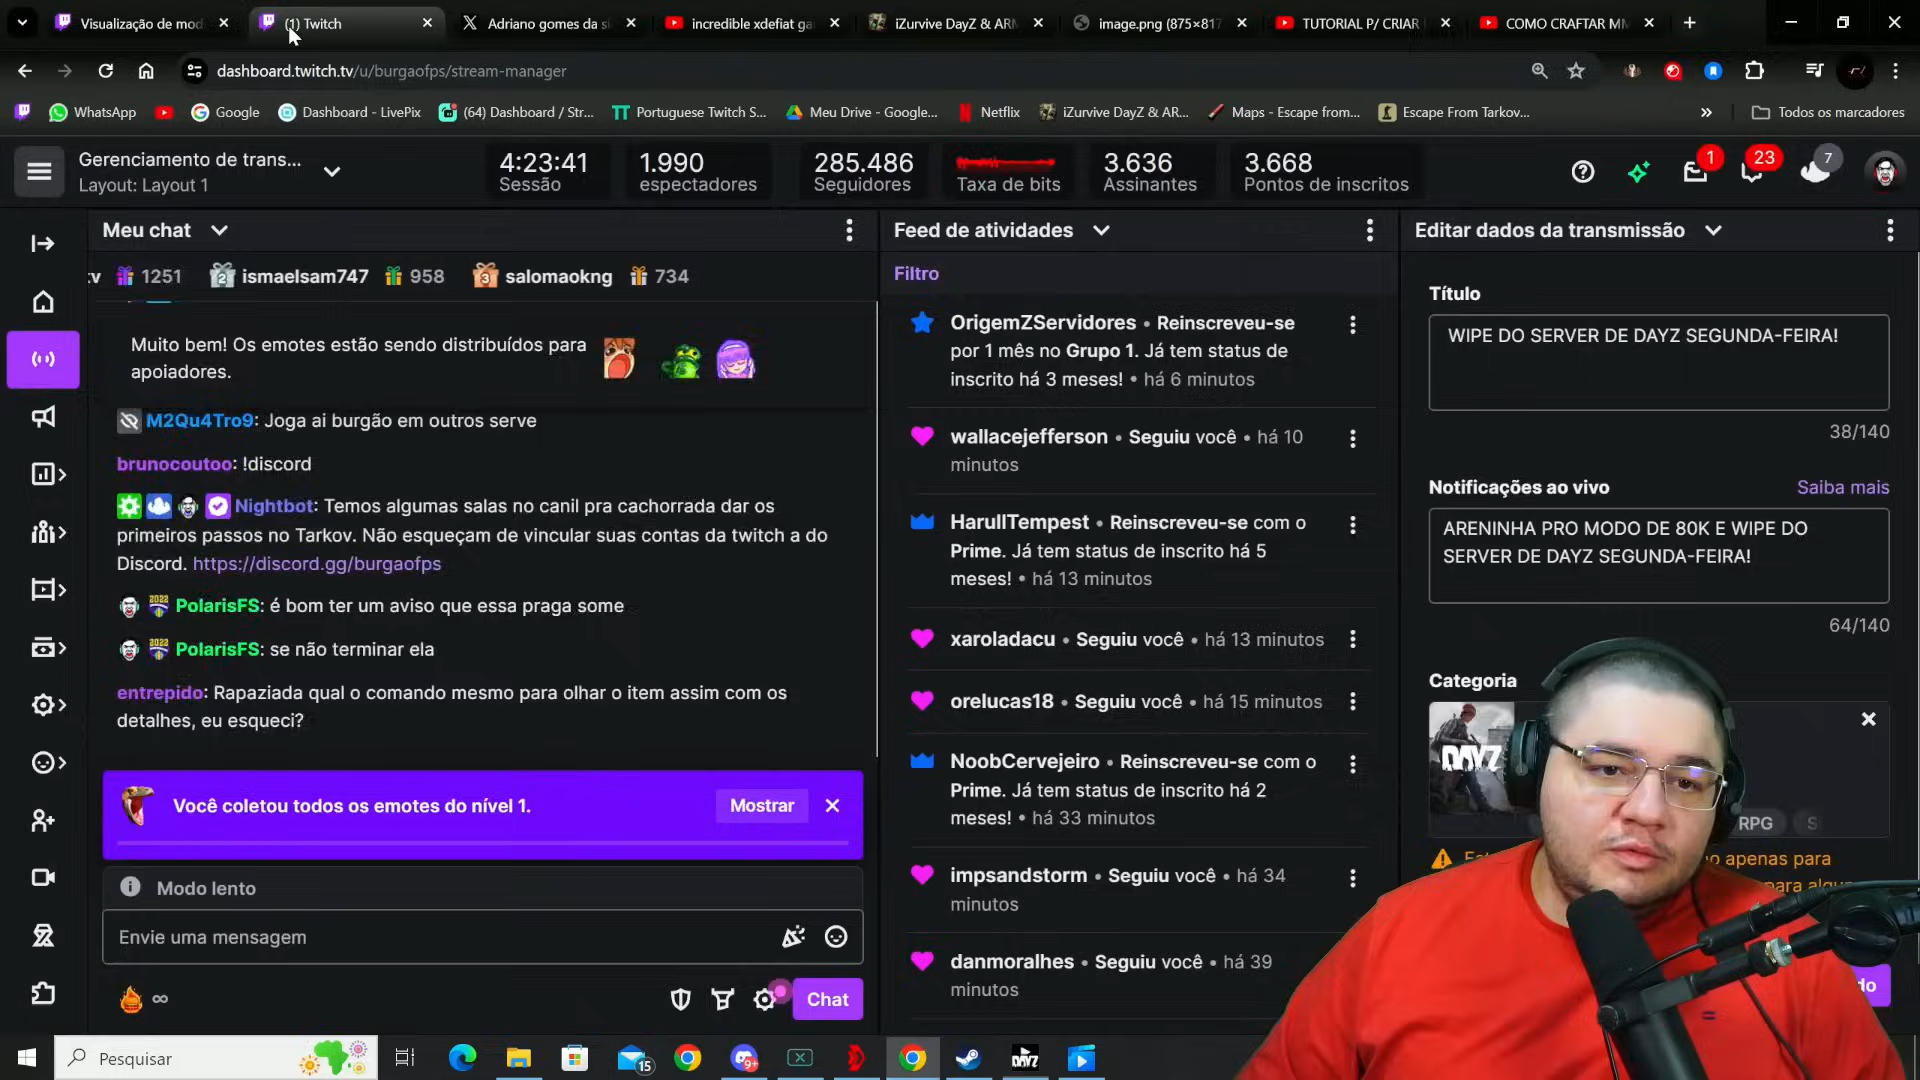 Visualização de mod
(1) Twitch
Adriano gomes da si
incredible xdefiat ga
iZurvive DayZ & ARM
image.png (875×817
TUTORIAL P/ CRIAR
COMO CRAFTAR MM
dashboard.twitch.tv/u/burgaofps/stream-manager
WhatsApp
Google
Dashboard - LivePix
(64) Dashboard / Str...
Portuguese Twitch S...
Meu Drive - Google...
Netflix
iZurvive DayZ & AR...
Maps - Escape from...
Escape From Tarkov...
Todos os marcadores
Gerenciamento de trans...
Layout: Layout 1
4:23:41
Sessão
1.990
espectadores
285.486
Seguidores
Taxa de bits
3.636
Assinantes
3.668
Pontos de inscritos
1
23
7
Meu chat
.v 1251 ismaelsam747 958 salomaokng 734
Muito bem! Os emotes estão sendo distribuídos para
apoiadores.
M2Qu4Tro9: Joga ai burgão em outros serve
brunocoutoo: !discord
Nightbot: Temos algumas salas no canil pra cachorrada dar os
primeiros passos no Tarkov. Não esqueçam de vincular suas contas da twitch a do
Discord. https://discord.gg/burgaofps
PolarisFS: é bom ter um aviso que essa praga some
PolarisFS: se não terminar ela
entrepido: Rapaziada qual o comando mesmo para olhar o item assim com os
detalhes, eu esqueci?
Você coletou todos os emotes do nível 1.
Mostrar
Modo lento
Envie uma mensagem
∞
Chat
Feed de atividades
Filtro
OrigemZServidores • Reinscreveu-se
por 1 mês no Grupo 1. Já tem status de
inscrito há 3 meses! • há 6 minutos
wallacejefferson • Seguiu você • há 10
minutos
HarullTempest • Reinscreveu-se com o
Prime. Já tem status de inscrito há 5
meses! • há 13 minutos
xaroladacu • Seguiu você • há 13 minutos
orelucas18 • Seguiu você • há 15 minutos
NoobCervejeiro • Reinscreveu-se com o
Prime. Já tem status de inscrito há 2
meses! • há 33 minutos
impsandstorm • Seguiu você • há 34
minutos
danmoralhes • Seguiu você • há 39
minutos
Editar dados da transmissão
Título
WIPE DO SERVER DE DAYZ SEGUNDA-FEIRA!
38/140
Notificações ao vivo
Saiba mais
ARENINHA PRO MODO DE 80K E WIPE DO
SERVER DE DAYZ SEGUNDA-FEIRA!
64/140
Categoria
DAYZ
RPG
S
apenas para
para algu
do
Pesquisar
15
9+
DAYZ